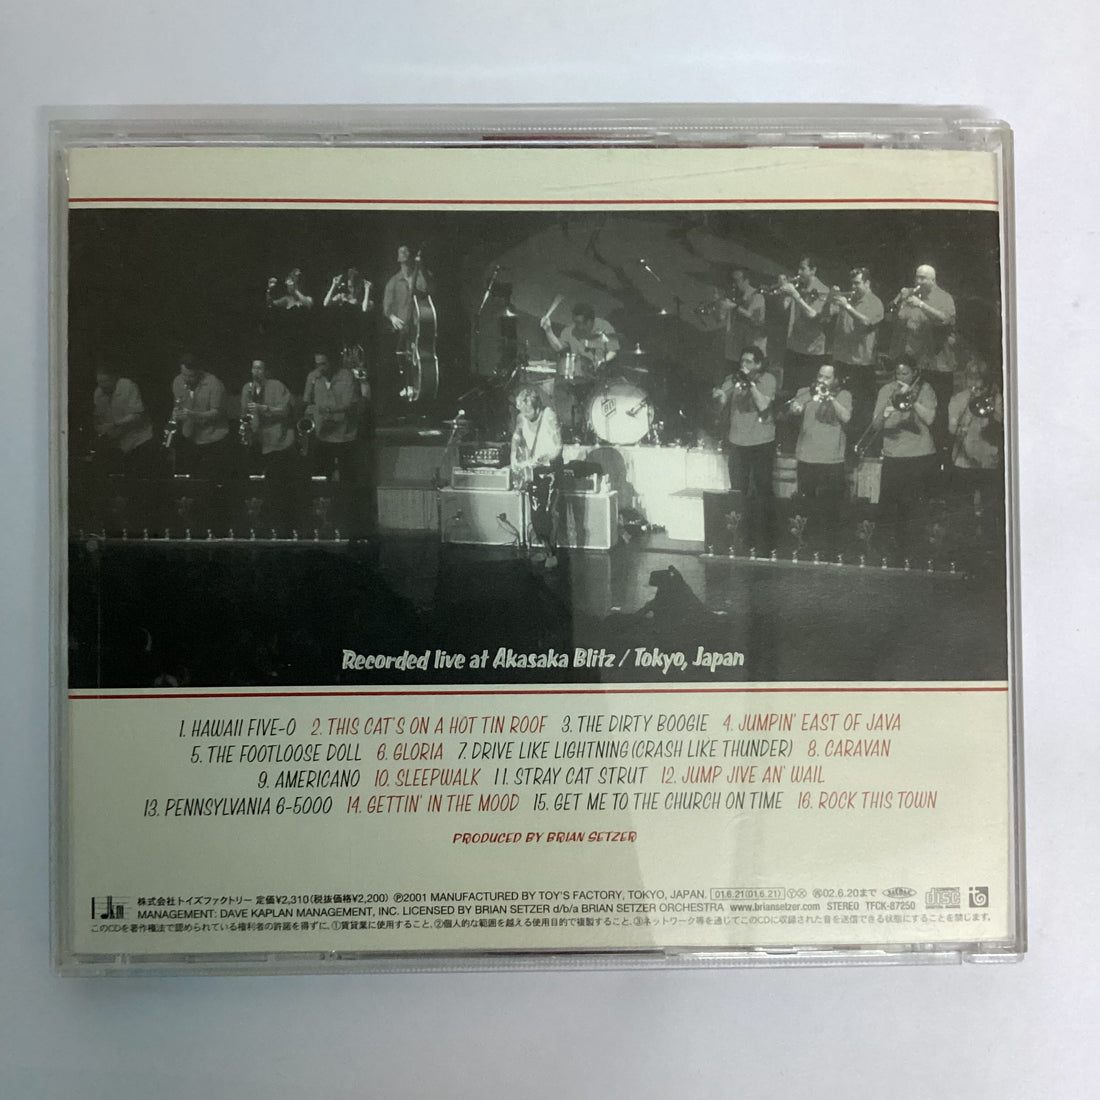 Recorded live at Akasaka Blitz / Tokyo, Japan
1. HAWAII FIVE-O 2. THIS CAT'S ON A HOT TIN ROOF 3. THE DIRTY BOOGIE 4. JUMPIN' EAST OF JAVA
5. THE FOOTLOOSE DOLL 6. GLORIA 7. DRIVE LIKE LIGHTNING (CRASH LIKE THUNDER) 8. CARAVAN
9. AMERICANO 10. SLEEPWALK 11. STRAY CAT STRUT 12. JUMP JIVE AN' WAIL
13. PENNSYLVANIA 6-5000 14. GETTIN' IN THE MOOD 15. GET ME TO THE CHURCH ON TIME 16. ROCK THIS TOWN
PRODUCED BY BRIAN SETZER
株式会社トイズファクトリー 定価¥2,310(税抜価格¥2,200) ℗2001 MANUFACTURED BY TOY'S FACTORY, TOKYO, JAPAN. 01.6.21(01.6.21) Ⓨ Ⓧ 02.6.20まで
MANAGEMENT: DAVE KAPLAN MANAGEMENT, INC. LICENSED BY BRIAN SETZER d/b/a BRIAN SETZER ORCHESTRA www.briansetzer.com STEREO TFCK-87250
このCDを著作権法で認められている権利者の許諾を得ずに、①賃貸業に使用すること、②個人的な範囲を越える使用目的で複製すること、③ネットワーク等を通じてこのCDに収録された音を送信できる状態にすることを禁じます。